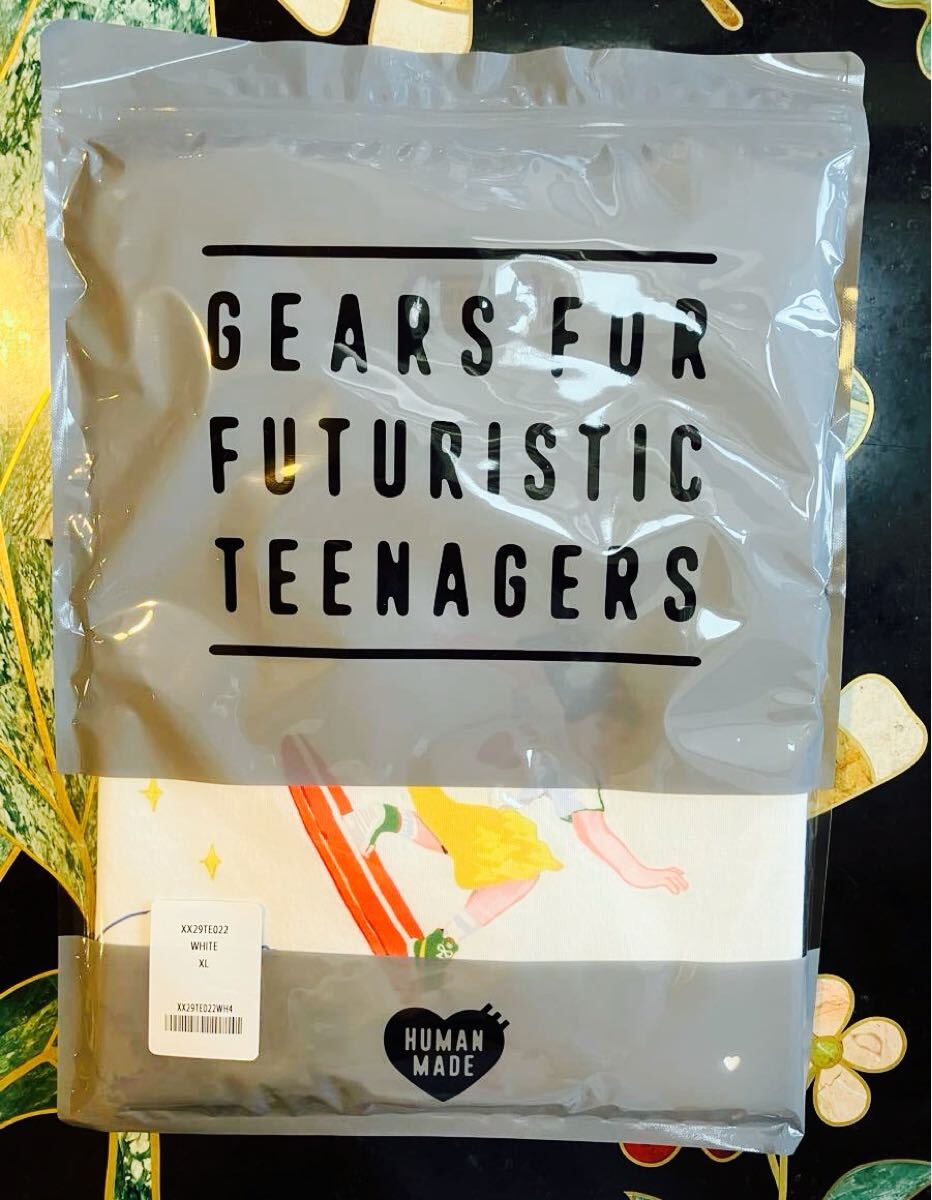 GEARS FOR
FUTURISTIC
TEENAGERS
XX29TE022
WHITE
XL
XX29TE022WH4
HUMAN
MADE